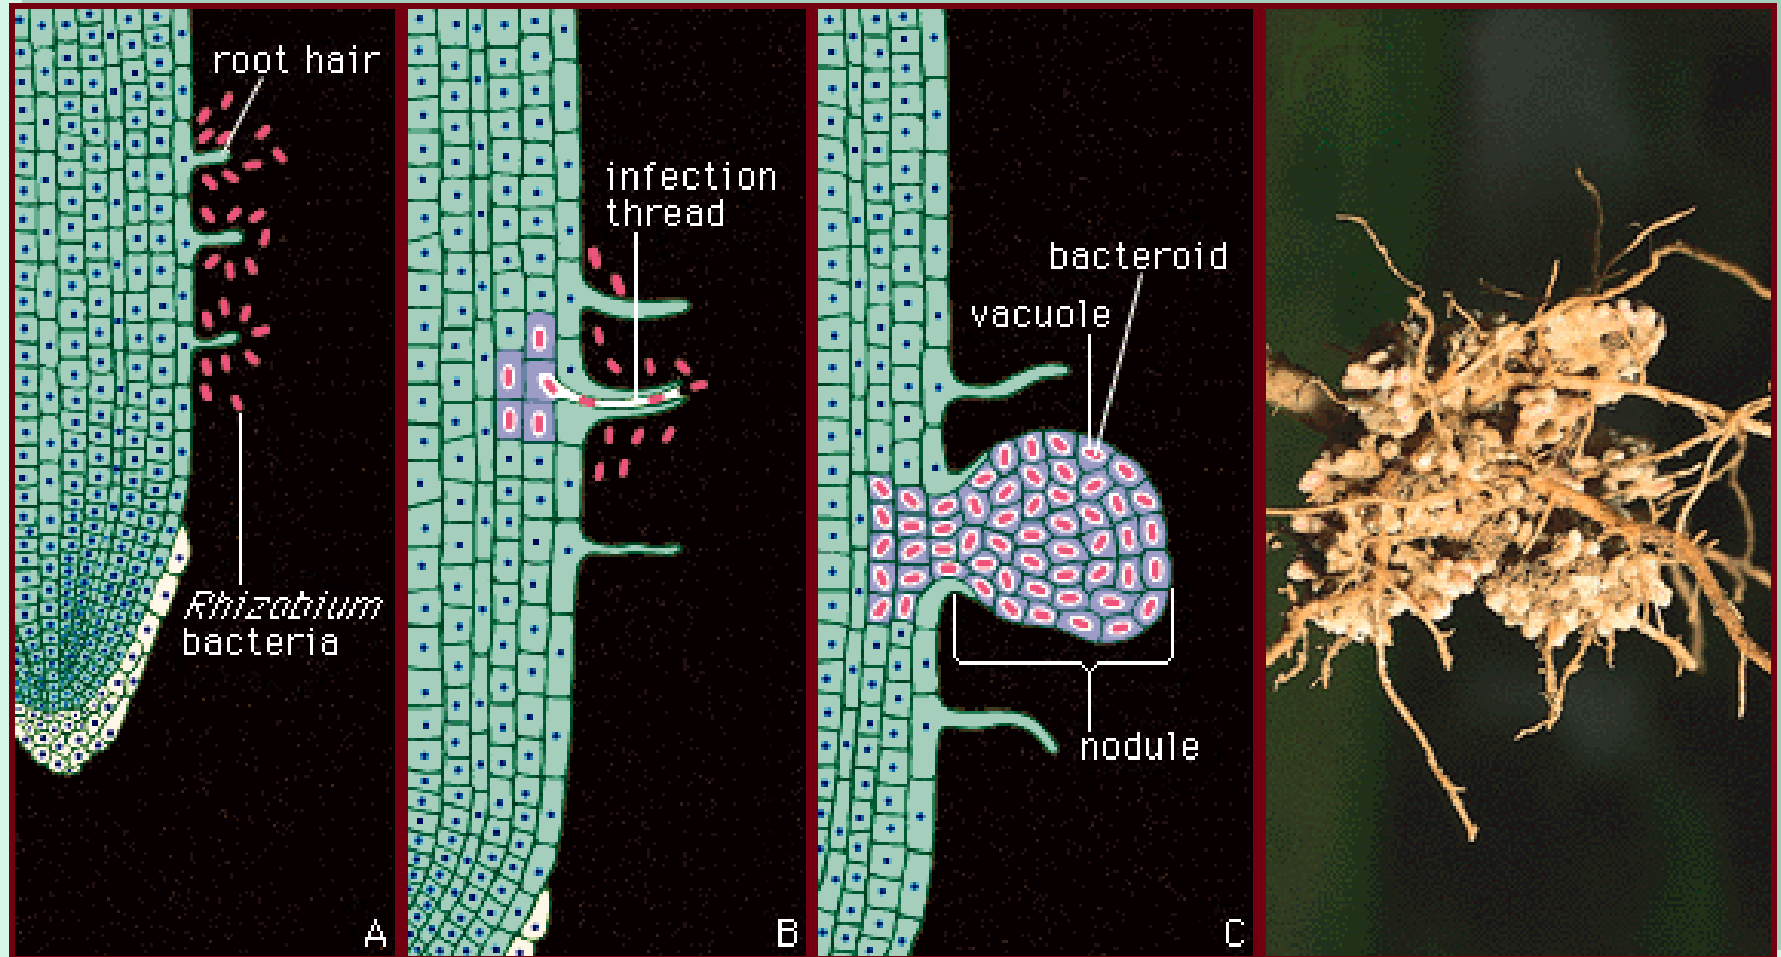 root hair
Rhizobium
bacteria
A
infection
thread
B
bacteroid
vacuole
nodule
C